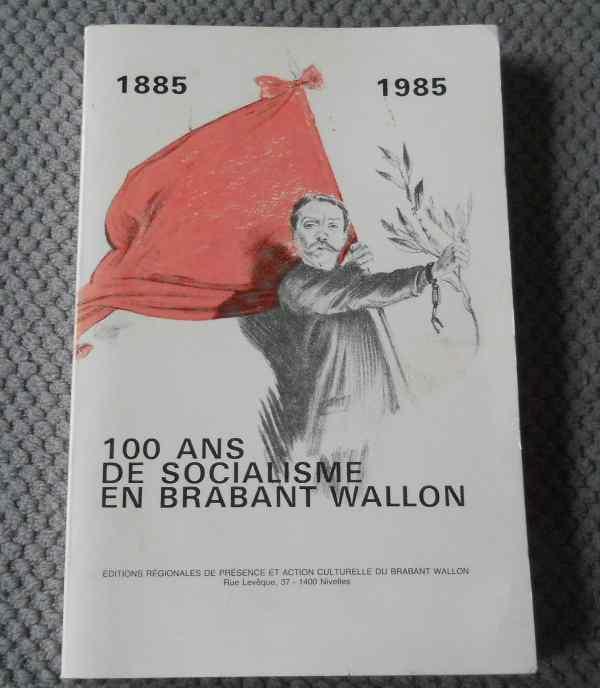 1885 1985
100 ANS
DE SOCIALISME
EN BRABANT WALLON
EDITIONS RÉGIONALES DE PRÉSENCE ET ACTION CULTURELLE DU BRABANT WALLON
Rue Levêque, 37 - 1400 Nivelles